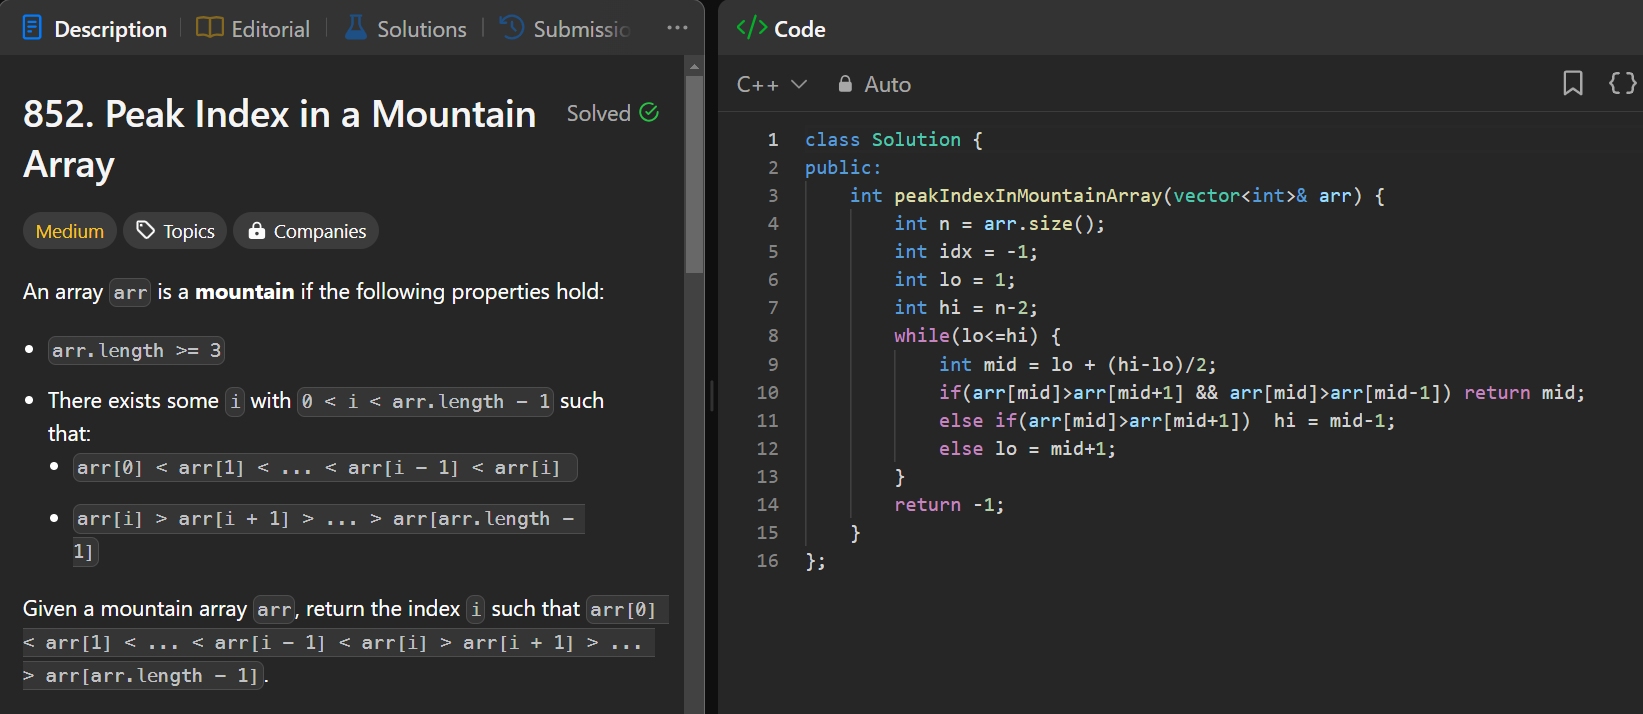 Description
Editorial
Solutions
Submissio
...
852. Peak Index in a Mountain
Array
Solved
Medium
Topics
Companies
An array arr is a mountain if the following properties hold:
• arr.length >= 3
• There exists some i with 0 < i < arr.length - 1 such
that:
• arr[0] < arr[1] < ... < arr[i - 1] < arr[i]
• arr[i] > arr[i + 1] > ... > arr[arr.length -
1]
Given a mountain array arr, return the index i such that arr[0]
< arr[1] < ... < arr[i - 1] < arr[i] > arr[i + 1] > ...
> arr[arr.length - 1].
</> Code
C++
Auto
{}
1 class Solution {
2 public:
3     int peakIndexInMountainArray(vector<int>& arr) {
4         int n = arr.size();
5         int idx = -1;
6         int lo = 1;
7         int hi = n-2;
8         while(lo<=hi) {
9             int mid = lo + (hi-lo)/2;
10             if(arr[mid]>arr[mid+1] && arr[mid]>arr[mid-1]) return mid;
11             else if(arr[mid]>arr[mid+1])  hi = mid-1;
12             else lo = mid+1;
13         }
14         return -1;
15     }
16 };